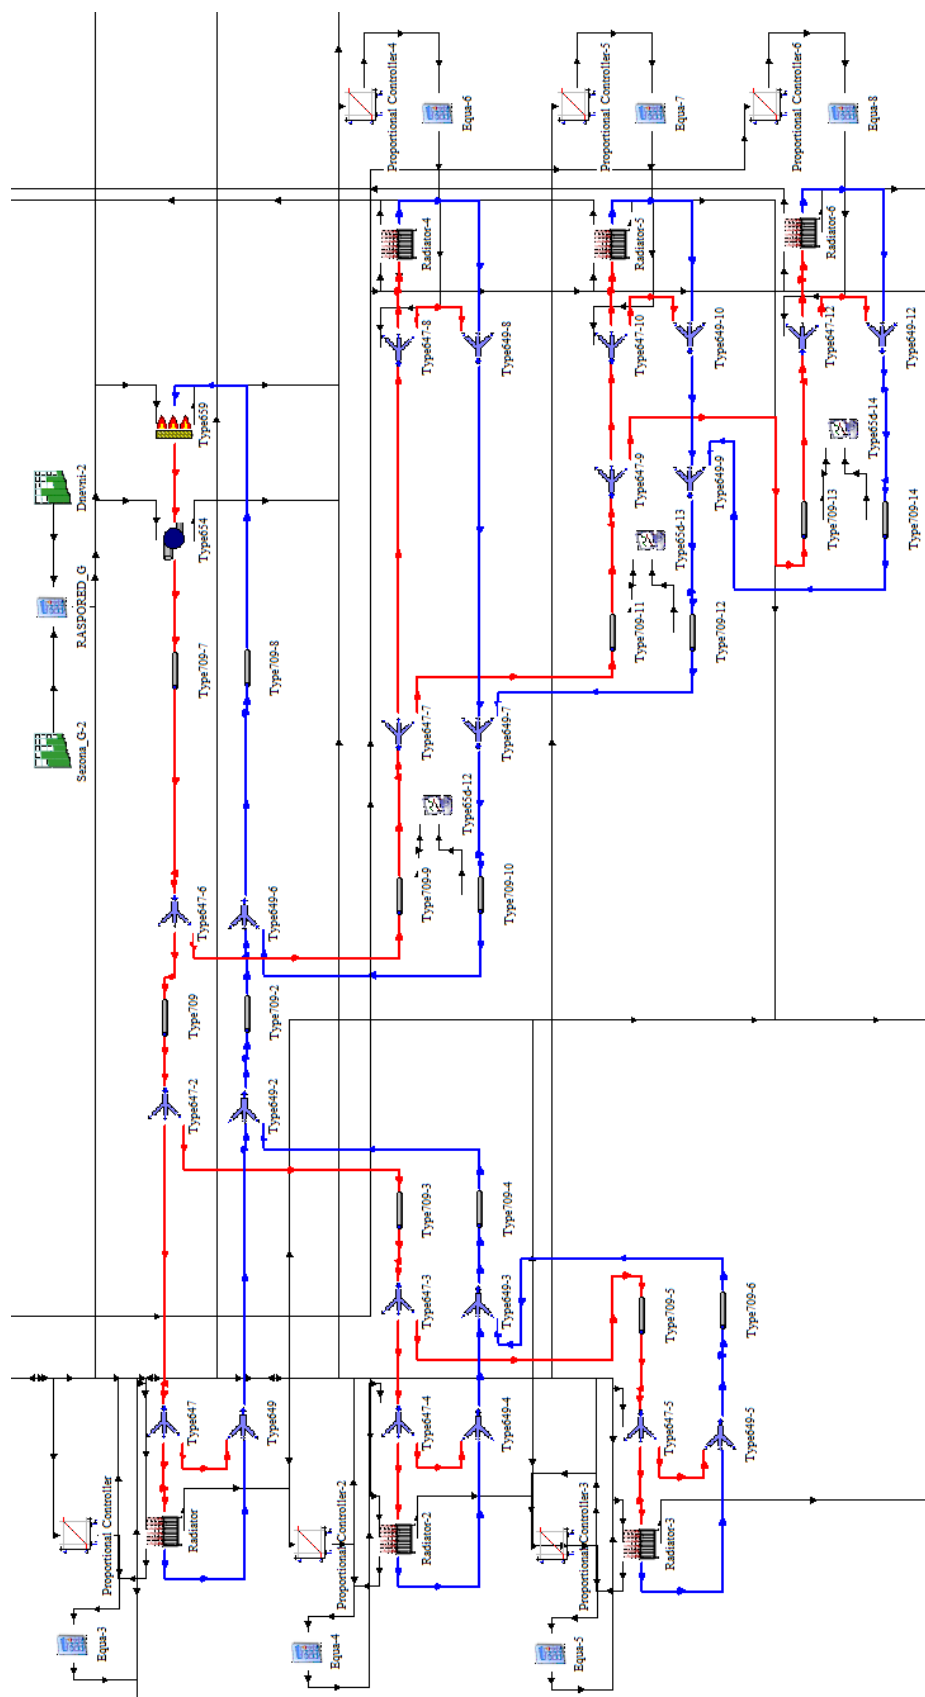 Proportional Controller-4
Equa-6
Proportional Controller-5
Equa-7
Proportional Controller-6
Equa-8
Radiator-4
Radiator-5
Radiator-6
Type647-8
Type649-8
Type647-10
Type649-10
Type647-12
Type649-12
Type659
Type65d-14
Dnevni-2
Type654
Type647-9
Type649-9
Type65d-13
Type709-13
Type709-14
RASPORED_G
Type709-7
Type709-8
Type709-11
Type709-12
Sezona_G-2
Type647-7
Type649-7
Type65d-12
Type709-9
Type709-10
Type647-6
Type649-6
Type709
Type709-2
Type647-2
Type649-2
Type709-3
Type709-4
Type647-3
Type649-3
Type709-5
Type709-6
Type647
Type649
Type647-4
Type649-4
Type647-5
Type649-5
Proportional Controller
Radiator
Proportional Controller-2
Radiator-2
Proportional Controller-3
Radiator-3
Equa-3
Equa-4
Equa-5